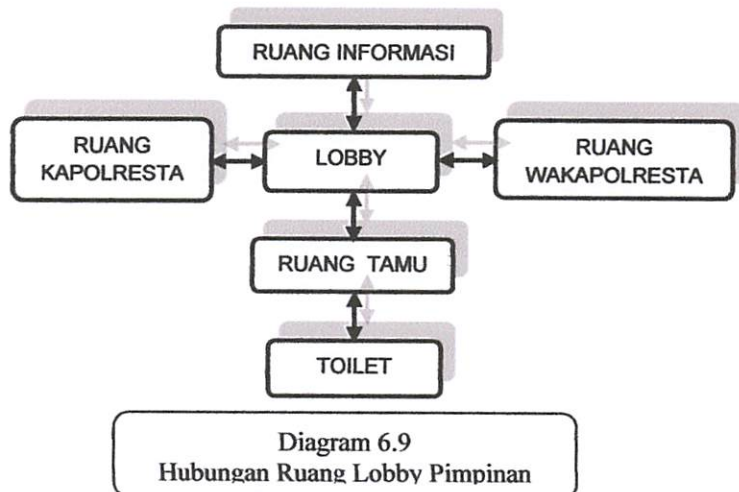 RUANG INFORMASI
RUANG
KAPOLRESTA
LOBBY
RUANG
WAKAPOLRESTA
RUANG TAMU
TOILET
Diagram 6.9
Hubungan Ruang Lobby Pimpinan